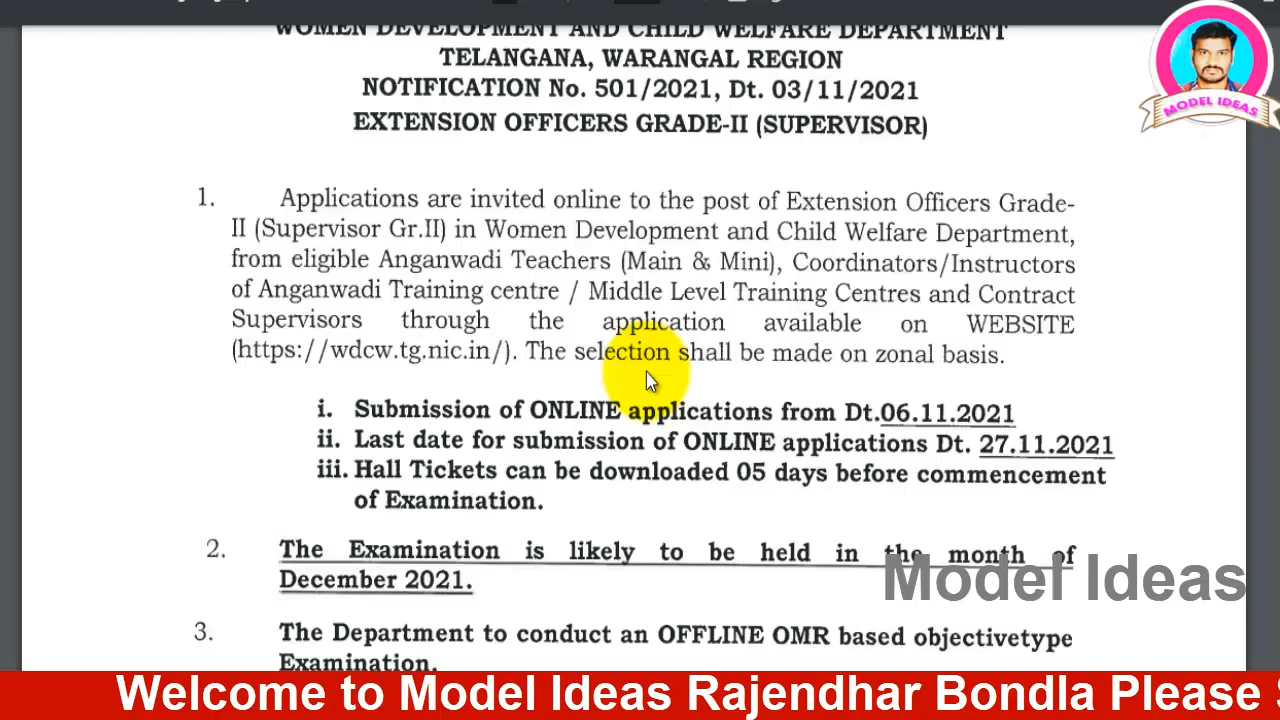 WOMEN DEVELOPMENT AND CHILD WELFARE DEPARTMENT
TELANGANA, WARANGAL REGION
NOTIFICATION No. 501/2021, Dt. 03/11/2021
EXTENSION OFFICERS GRADE-II (SUPERVISOR)
MODEL IDEAS
1. Applications are invited online to the post of Extension Officers Grade-
II (Supervisor Gr.II) in Women Development and Child Welfare Department,
from eligible Anganwadi Teachers (Main & Mini), Coordinators/Instructors
of Anganwadi Training centre / Middle Level Training Centres and Contract
Supervisors through the application available on WEBSITE
(https://wdcw.tg.nic.in/). The selection shall be made on zonal basis.
i. Submission of ONLINE applications from Dt.06.11.2021
ii. Last date for submission of ONLINE applications Dt. 27.11.2021
iii. Hall Tickets can be downloaded 05 days before commencement
of Examination.
2. The Examination is likely to be held in the month of
December 2021.
Model Ideas
3. The Department to conduct an OFFLINE OMR based objectivetype
Examination.
Welcome to Model Ideas Rajendhar Bondla Please